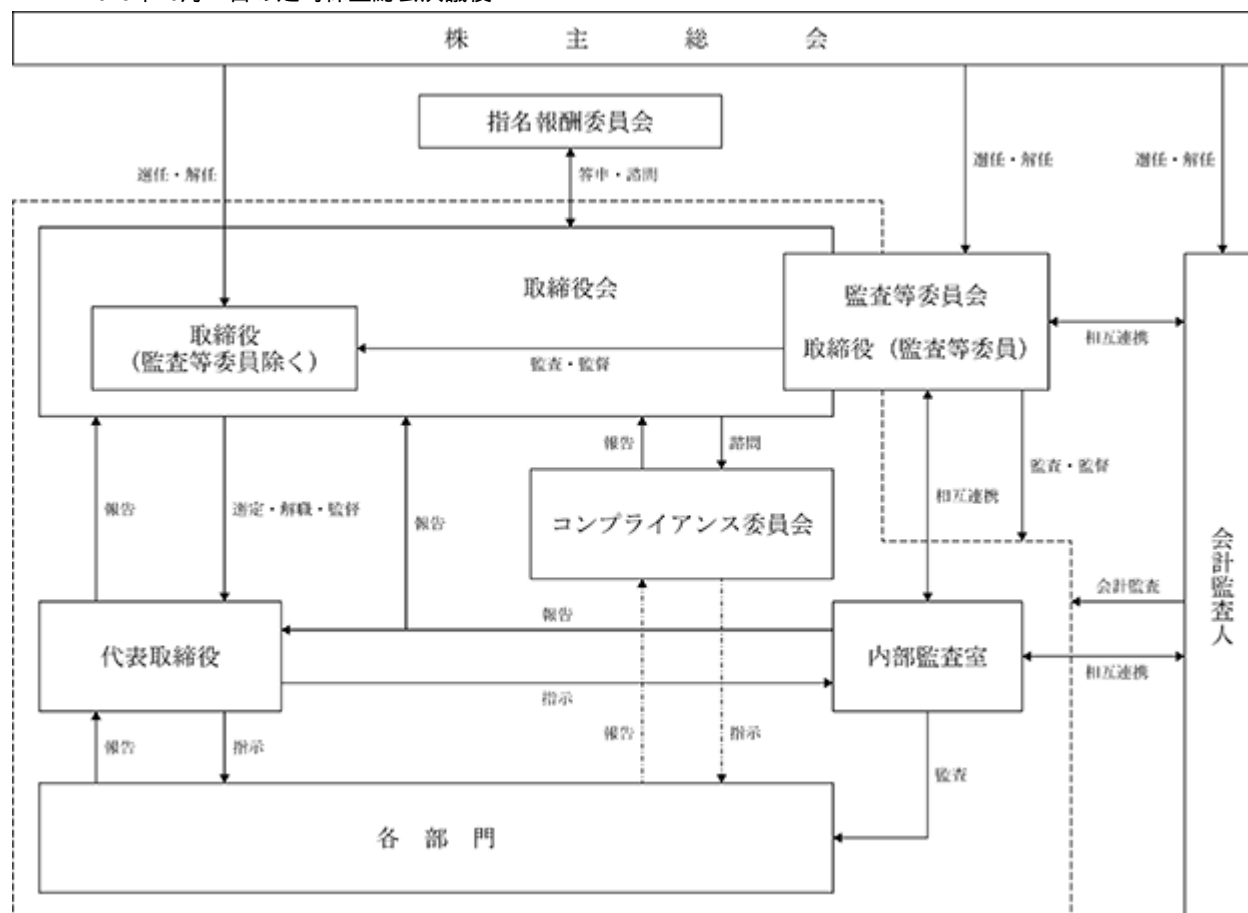 株主総会
指名報酬委員会
選任・解任
答申・諮問
選任・解任
選任・解任
取締役会
監査等委員会
取締役（監査等委員）
取締役
（監査等委員除く）
監査・監督
相互連携
報告
選定・解職・監督
報告
報告
諮問
相互連携
監査・監督
コンプライアンス委員会
会計監査人
会計監査
代表取締役
報告
内部監査室
相互連携
指示
報告
指示
報告
指示
監査
各部門